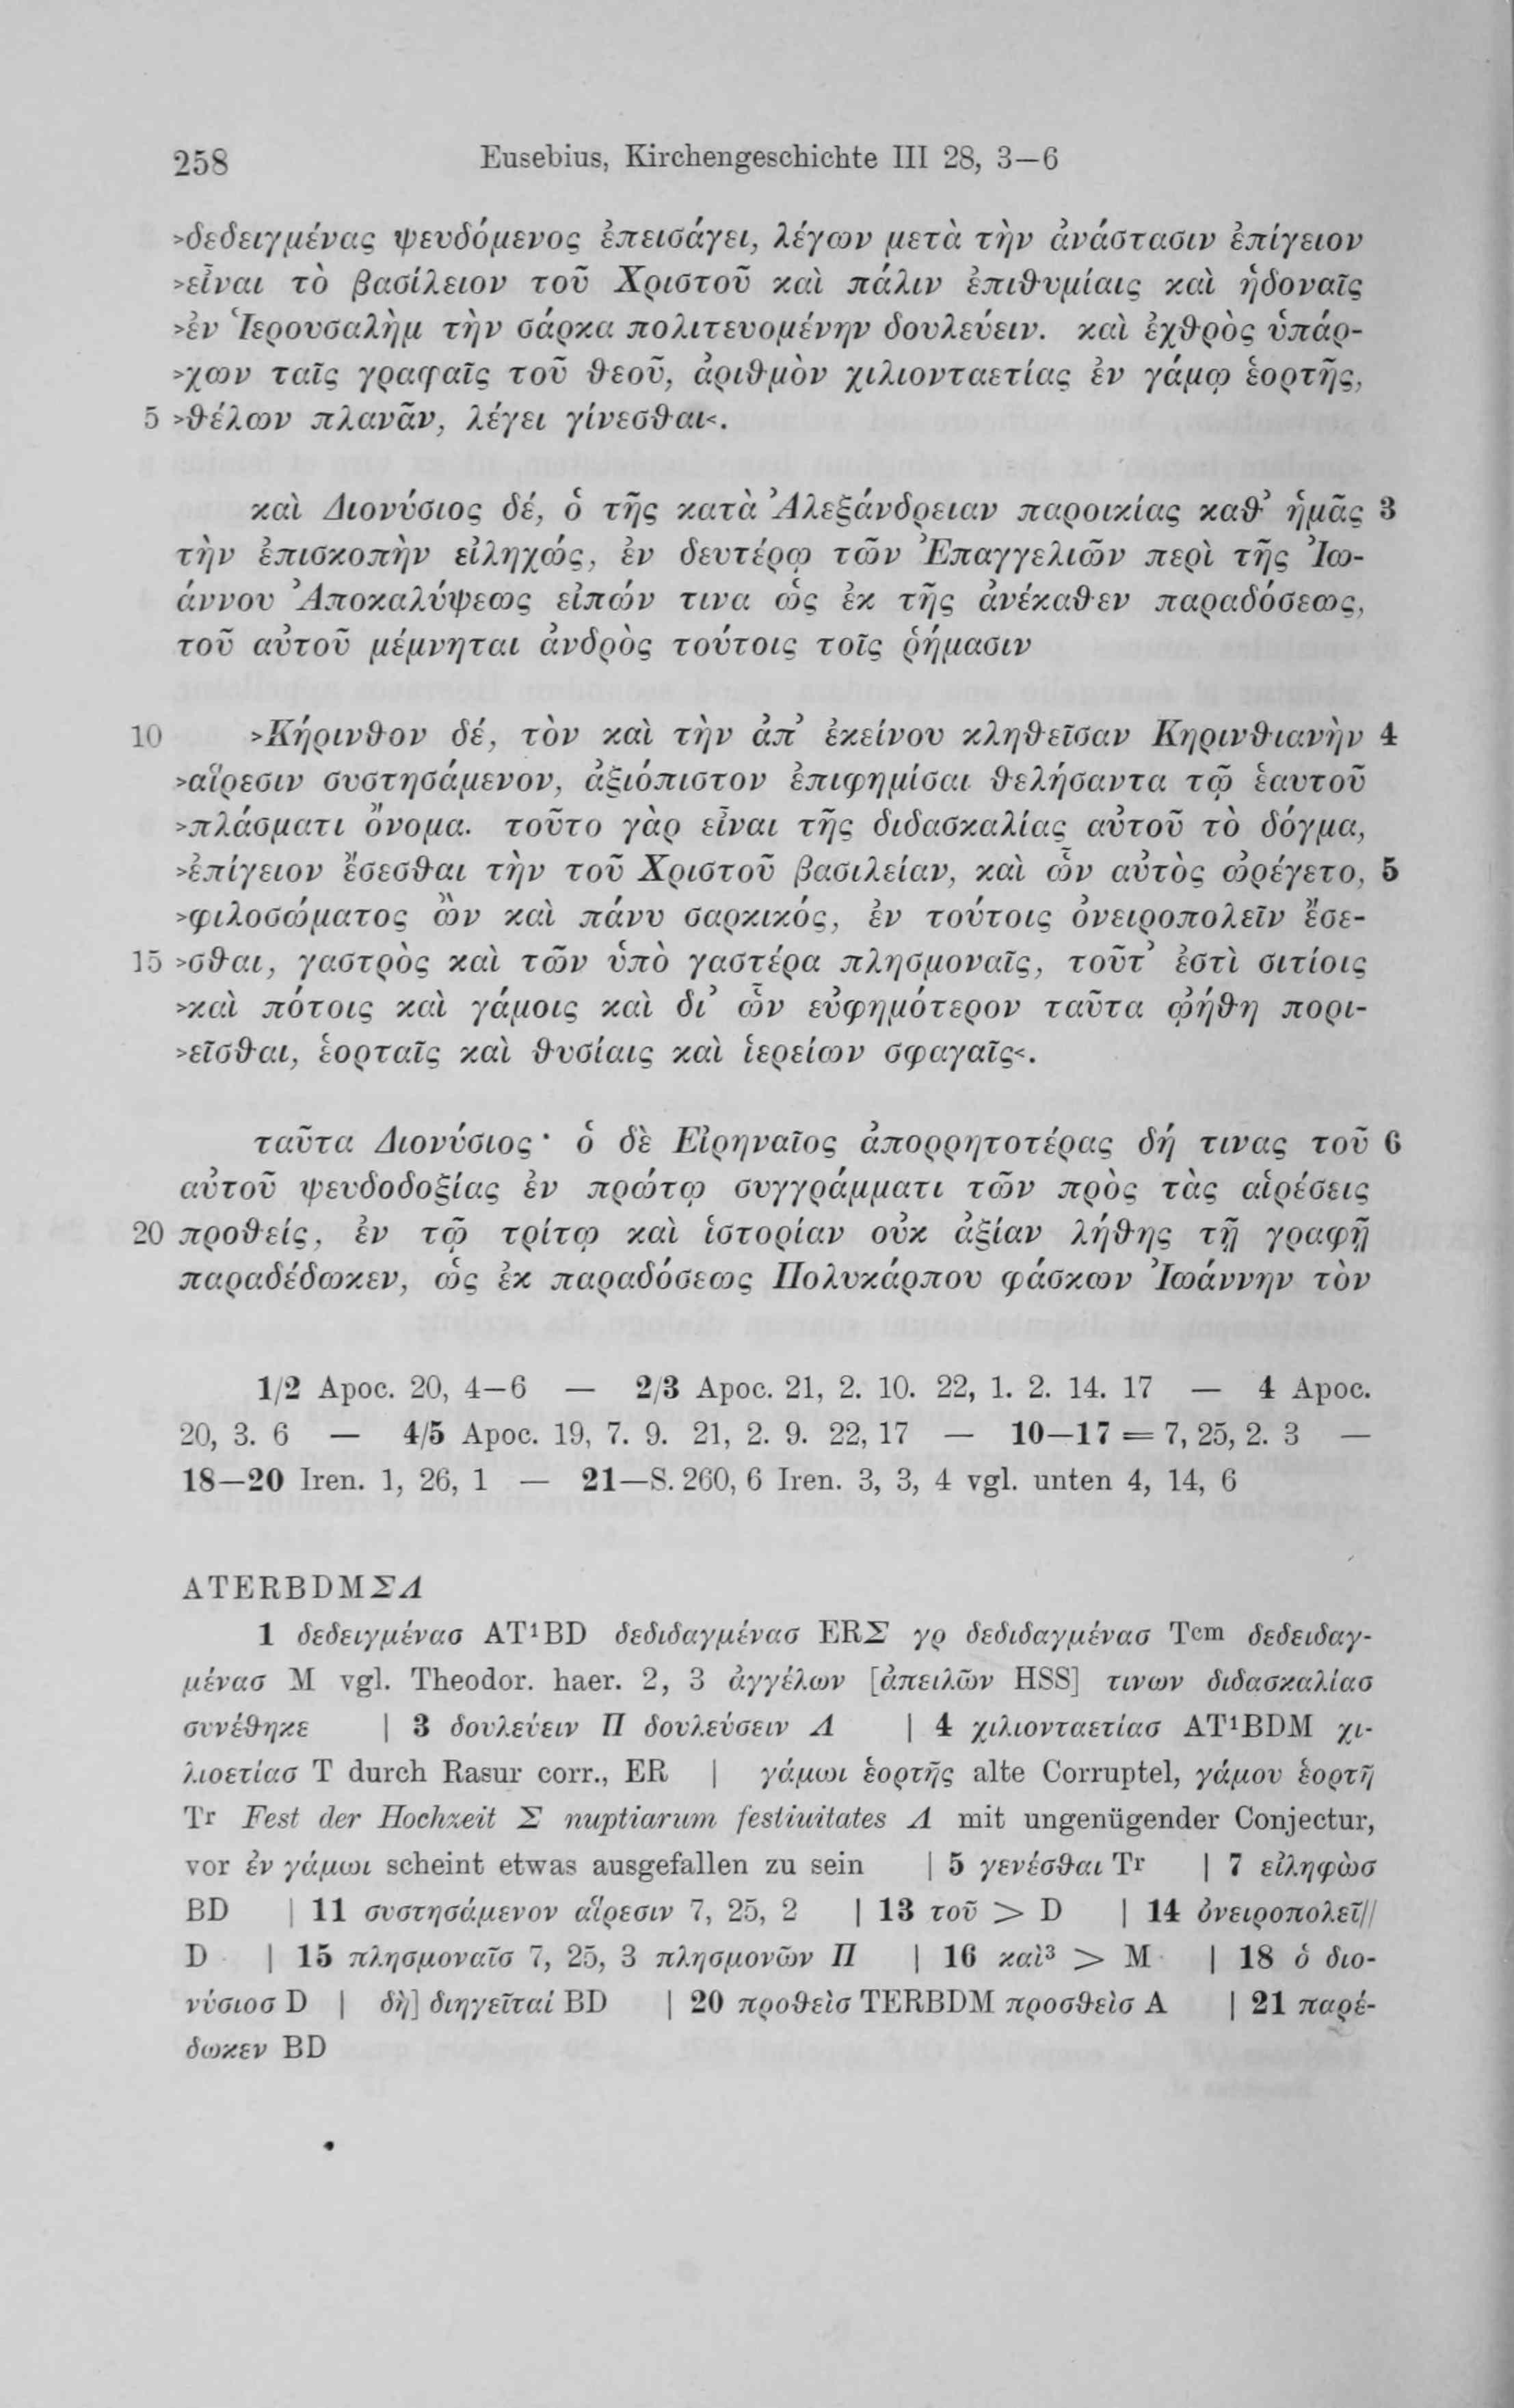 258 Eusebius, Kirchengeschichte III 28, 3—6
>δεδειγμένας ψευδόμενος ἐπεισάγει, λέγων μετὰ τὴν ἀνάστασιν ἐπίγειον
>εἶναι τὸ βασίλειον τοῦ Χριστοῦ καὶ πάλιν ἐπιθυμίαις καὶ ἡδοναῖς
>ἐν Ἱερουσαλὴμ τὴν σάρκα πολιτευομένην δουλεύειν. καὶ ἐχθρὸς ὑπάρ-
>χων ταῖς γραφαῖς τοῦ θεοῦ, ἀριθμὸν χιλιονταετίας ἐν γάμῳ ἑορτῆς,
5 >θέλων πλανᾶν, λέγει γίνεσθαι<.
καὶ Διονύσιος δέ, ὁ τῆς κατὰ Ἀλεξάνδρειαν παροικίας καθ᾽ ἡμᾶς 3
τὴν ἐπισκοπὴν εἰληχώς, ἐν δευτέρῳ τῶν Ἐπαγγελιῶν περὶ τῆς Ἰω-
άννου Ἀποκαλύψεως εἰπών τινα ὡς ἐκ τῆς ἀνέκαθεν παραδόσεως,
τοῦ αὐτοῦ μέμνηται ἀνδρὸς τούτοις τοῖς ῥήμασιν
10 >Κήρινθον δέ, τὸν καὶ τὴν ἀπ᾽ ἐκείνου κληθεῖσαν Κηρινθιανὴν 4
>αἵρεσιν συστησάμενον, ἀξιόπιστον ἐπιφημίσαι θελήσαντα τῷ ἑαυτοῦ
>πλάσματι ὄνομα. τοῦτο γὰρ εἶναι τῆς διδασκαλίας αὐτοῦ τὸ δόγμα,
>ἐπίγειον ἔσεσθαι τὴν τοῦ Χριστοῦ βασιλείαν, καὶ ὧν αὐτὸς ὠρέγετο, 5
>φιλοσώματος ὢν καὶ πάνυ σαρκικός, ἐν τούτοις ὀνειροπολεῖν ἔσε-
15 >σθαι, γαστρὸς καὶ τῶν ὑπὸ γαστέρα πλησμοναῖς, τοῦτ᾽ ἐστὶ σιτίοις
>καὶ πότοις καὶ γάμοις καὶ δι᾽ ὧν εὐφημότερον ταῦτα ᾠήθη πορι-
>εῖσθαι, ἑορταῖς καὶ θυσίαις καὶ ἱερείων σφαγαῖς<.
ταῦτα Διονύσιος· ὁ δὲ Εἰρηναῖος ἀπορρητοτέρας δή τινας τοῦ 6
αὐτοῦ ψευδοδοξίας ἐν πρώτῳ συγγράμματι τῶν πρὸς τὰς αἱρέσεις
20 προθείς, ἐν τῷ τρίτῳ καὶ ἱστορίαν οὐκ ἀξίαν λήθης τῇ γραφῇ
παραδέδωκεν, ὡς ἐκ παραδόσεως Πολυκάρπου φάσκων Ἰωάννην τὸν
1/2 Apoc. 20, 4—6 — 2/3 Apoc. 21, 2. 10. 22, 1. 2. 14. 17 — 4 Apoc.
20, 3. 6 — 4/5 Apoc. 19, 7. 9. 21, 2. 9. 22, 17 — 10—17 = 7, 25, 2. 3 —
18—20 Iren. 1, 26, 1 — 21—S. 260, 6 Iren. 3, 3, 4 vgl. unten 4, 14, 6
ATERBDMΣΛ
1 δεδειγμένασ AT¹BD δεδιδαγμένασ ERΣ γρ δεδιδαγμένασ Tᶜᵐ δεδειδαγ-
μένασ M vgl. Theodor. haer. 2, 3 ἀγγέλων [ἀπειλῶν HSS] τινων διδασκαλίασ
συνέθηκε | 3 δουλεύειν Π δουλεύσειν Λ | 4 χιλιονταετίασ AT¹BDM χι-
λιοετίασ T durch Rasur corr., ER | γάμωι ἑορτῆς alte Corruptel, γάμου ἑορτῆ
Tʳ Fest der Hochzeit Σ nuptiarum festiuitates Λ mit ungenügender Conjectur,
vor ἐν γάμωι scheint etwas ausgefallen zu sein | 5 γενέσθαι Tʳ | 7 εἰληφὼσ
BD | 11 συστησάμενον αἵρεσιν 7, 25, 2 | 13 τοῦ > D | 14 ὀνειροπολεῖ//
D | 15 πλησμοναῖσ 7, 25, 3 πλησμονῶν Π | 16 καὶ³ > M | 18 ὁ διο-
νύσιοσ D | δὴ] διηγεῖταί BD | 20 προθεὶσ TERBDM προσθεὶσ A | 21 παρέ-
δωκεν BD